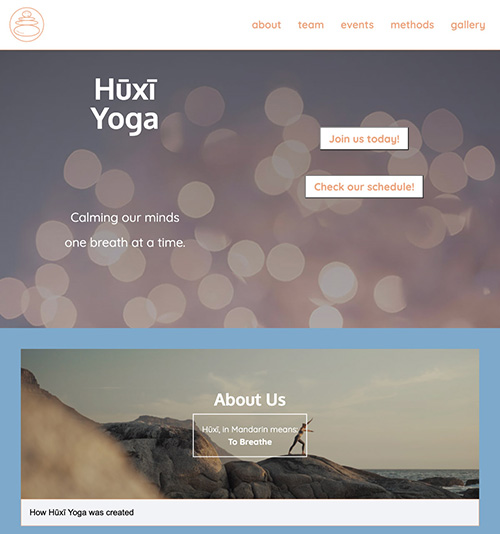 about team events methods gallery
Hūxī
Yoga
Join us today!
Check our schedule!
Calming our minds
one breath at a time.
About Us
Hūxī, in Mandarin means:
To Breathe
How Hūxī Yoga was created